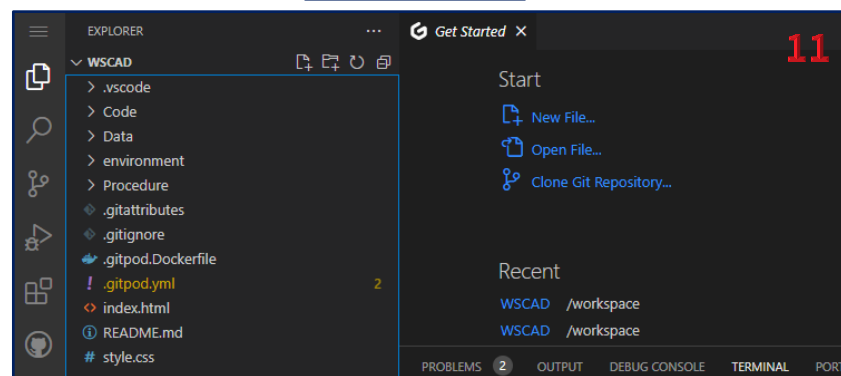 EXPLORER
Get Started
11
WSCAD
.vscode
Code
Data
environment
Procedure
.gitattributes
.gitignore
.gitpod.Dockerfile
! .gitpod.yml 2
<> index.html
README.md
# style.css
Start
New File...
Open File...
Clone Git Repository...
Recent
WSCAD /workspace
WSCAD /workspace
PROBLEMS 2 OUTPUT DEBUG CONSOLE TERMINAL PORT